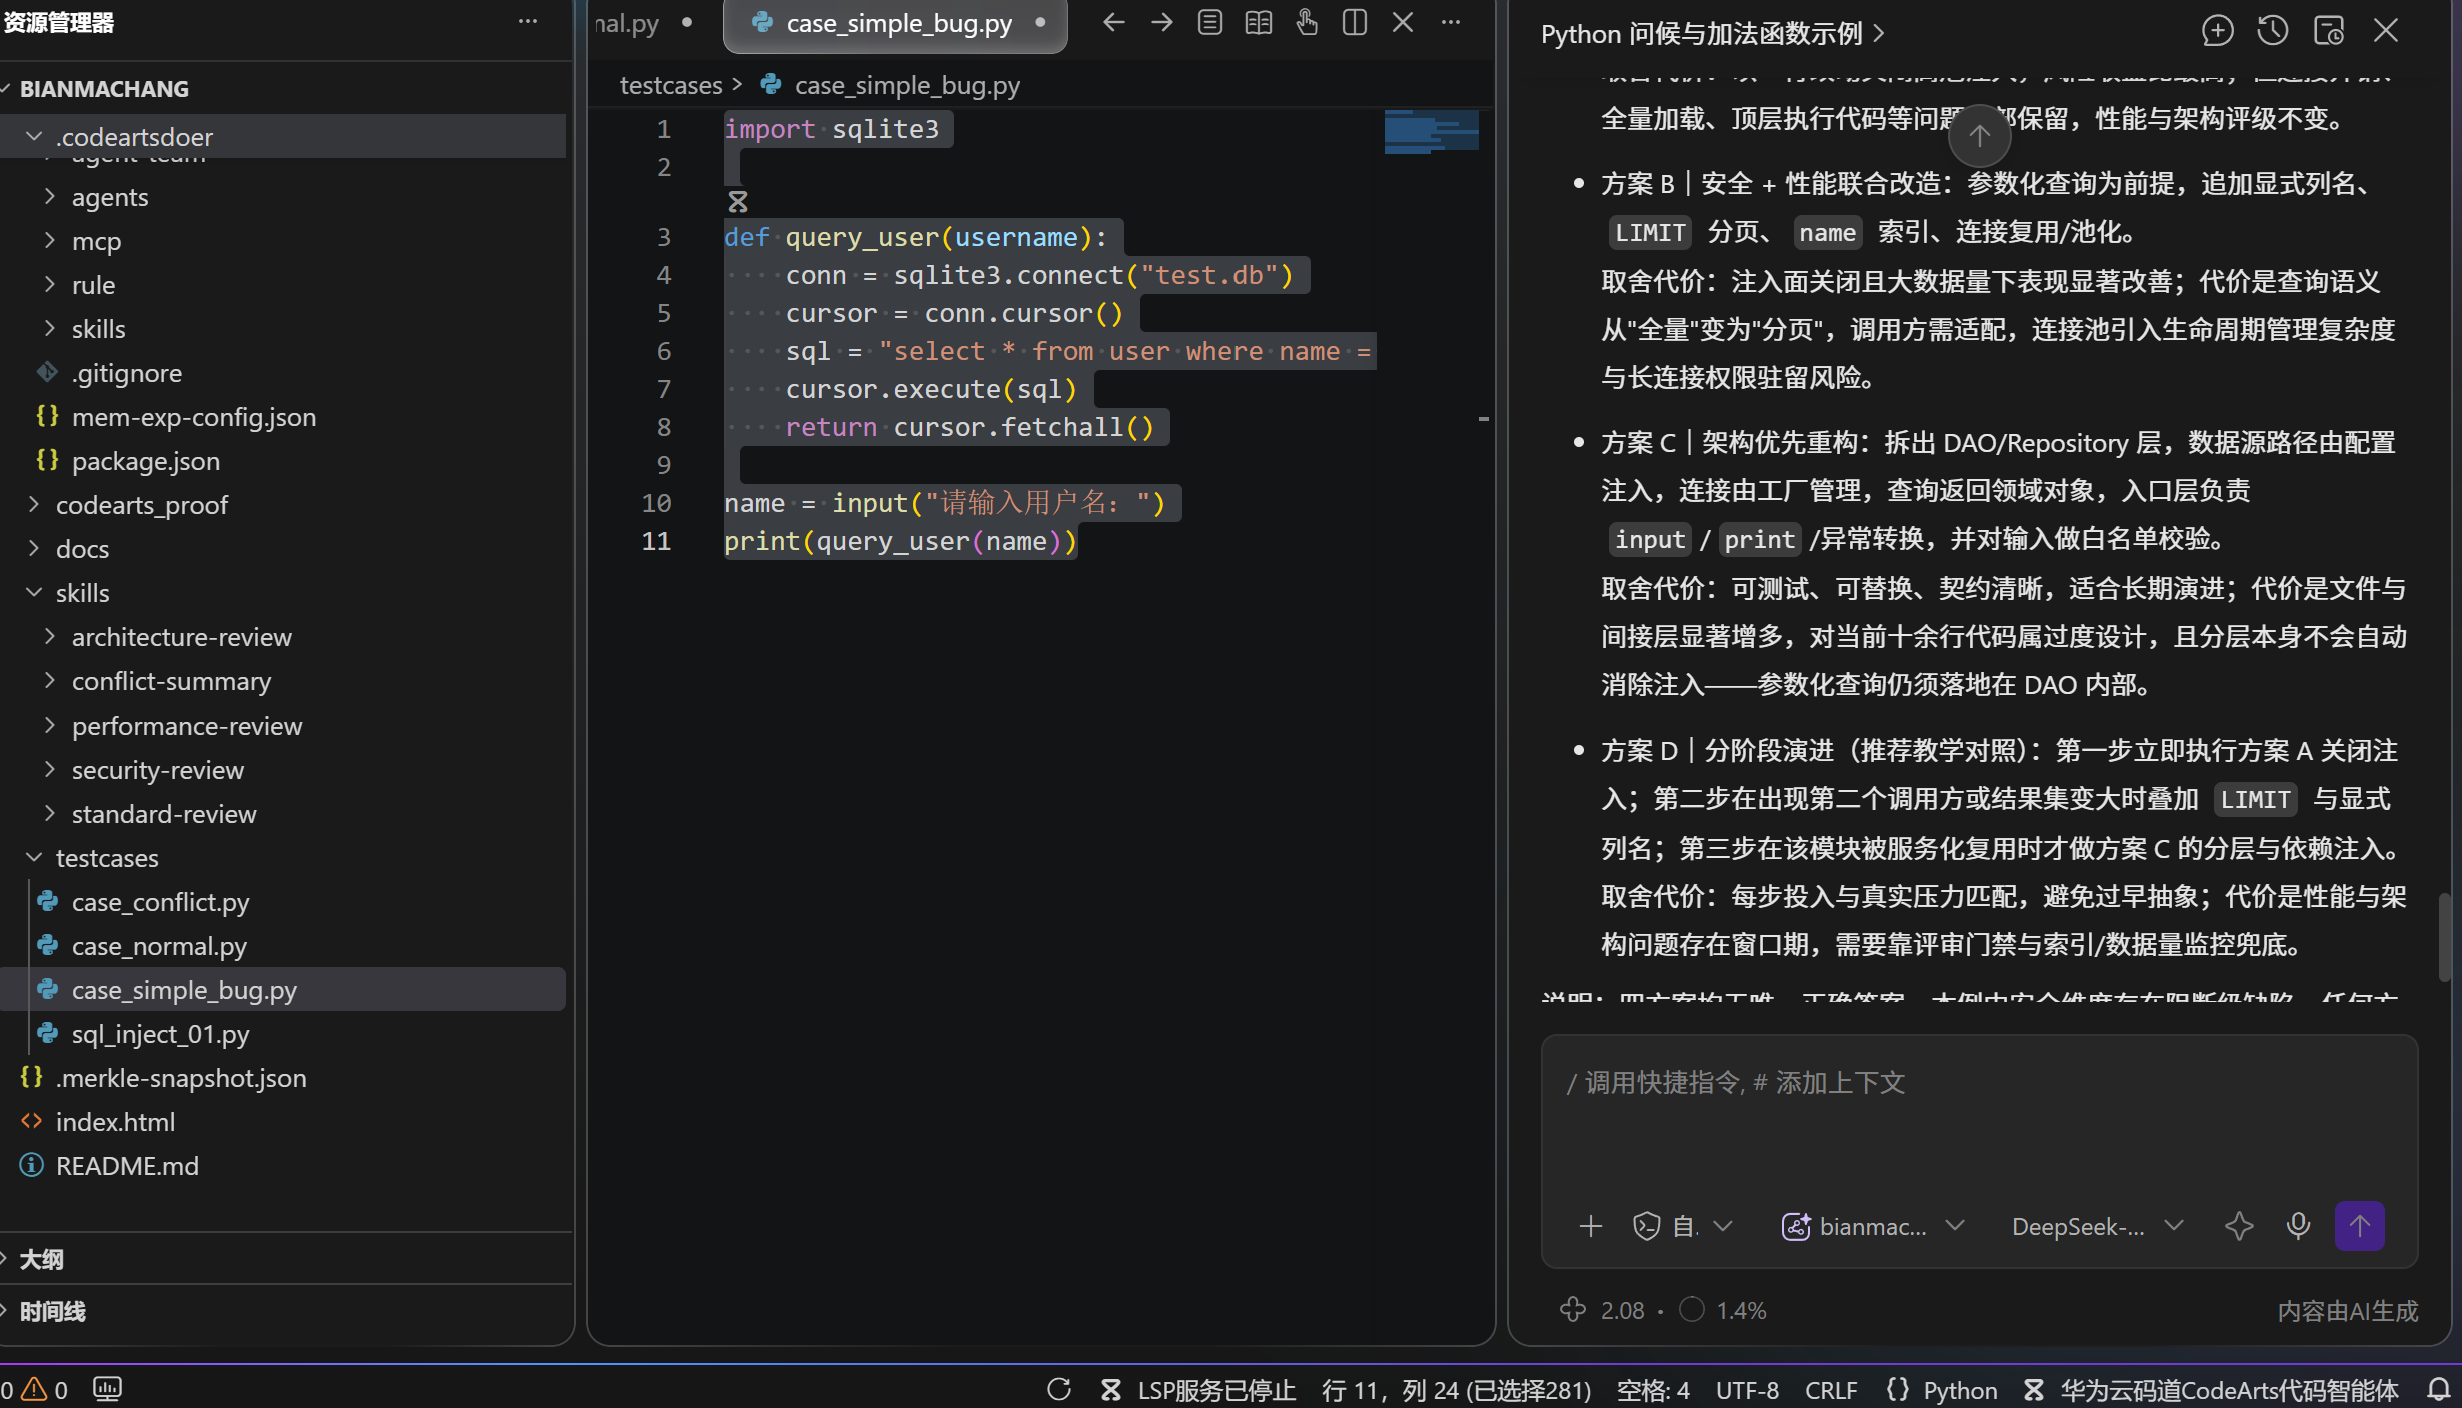 资源管理器
BIANMACHANG
.codeartsdoer
agent-team
agents
mcp
rule
skills
.gitignore
mem-exp-config.json
package.json
codearts_proof
docs
skills
architecture-review
conflict-summary
performance-review
security-review
standard-review
testcases
case_conflict.py
case_normal.py
case_simple_bug.py
sql_inject_01.py
.merkle-snapshot.json
index.html
README.md
大纲
时间线
nal.py
case_simple_bug.py
testcases > case_simple_bug.py
1 import sqlite3
2
3 def query_user(username):
4 conn = sqlite3.connect("test.db")
5 cursor = conn.cursor()
6 sql = "select * from user where name =
7 cursor.execute(sql)
8 return cursor.fetchall()
9
10 name = input("请输入用户名：")
11 print(query_user(name))
Python 问候与加法函数示例 >
全量加载、顶层执行代码等问题部保留，性能与架构评级不变。
• 方案 B｜安全 + 性能联合改造：参数化查询为前提，追加显式列名、
LIMIT 分页、 name 索引、连接复用/池化。
取舍代价：注入面关闭且大数据量下表现显著改善；代价是查询语义
从"全量"变为"分页"，调用方需适配，连接池引入生命周期管理复杂度
与长连接权限驻留风险。
• 方案 C｜架构优先重构：拆出 DAO/Repository 层，数据源路径由配置
注入，连接由工厂管理，查询返回领域对象，入口层负责
input / print /异常转换，并对输入做白名单校验。
取舍代价：可测试、可替换、契约清晰，适合长期演进；代价是文件与
间接层显著增多，对当前十余行代码属过度设计，且分层本身不会自动
消除注入——参数化查询仍须落地在 DAO 内部。
• 方案 D｜分阶段演进（推荐教学对照）：第一步立即执行方案 A 关闭注
入；第二步在出现第二个调用方或结果集变大时叠加 LIMIT 与显式
列名；第三步在该模块被服务化复用时才做方案 C 的分层与依赖注入。
取舍代价：每步投入与真实压力匹配，避免过早抽象；代价是性能与架
构问题存在窗口期，需要靠评审门禁与索引/数据量监控兜底。
/ 调用快捷指令, # 添加上下文
自.
bianmac...
DeepSeek-...
2.08 · 1.4%
内容由AI生成
0 0
LSP服务已停止
行 11，列 24 (已选择281)
空格: 4
UTF-8
CRLF
{} Python
华为云码道CodeArts代码智能体